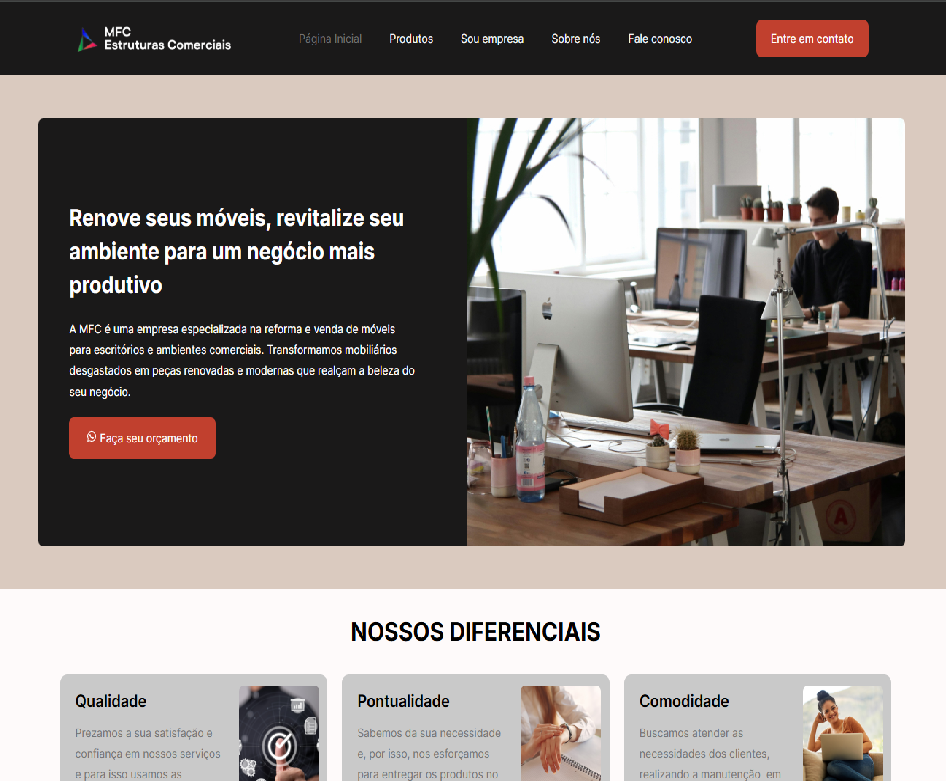 MFC
Estruturas Comerciais
Página Inicial
Produtos
Sou empresa
Sobre nós
Fale conosco
Entre em contato
Renove seus móveis, revitalize seu
ambiente para um negócio mais
produtivo
A MFC é uma empresa especializada na reforma e venda de móveis
para escritórios e ambientes comerciais. Transformamos mobiliários
desgastados em peças renovadas e modernas que realçam a beleza do
seu negócio.
Faça seu orçamento
NOSSOS DIFERENCIAIS
Qualidade
Prezamos a sua satisfação e
confiança em nossos serviços
e para isso usamos as
Pontualidade
Sabemos da sua necessidade
e, por isso, nos esforçamos
para entregar os produtos no
Comodidade
Buscamos atender as
necessidades dos clientes,
realizando a manutenção em